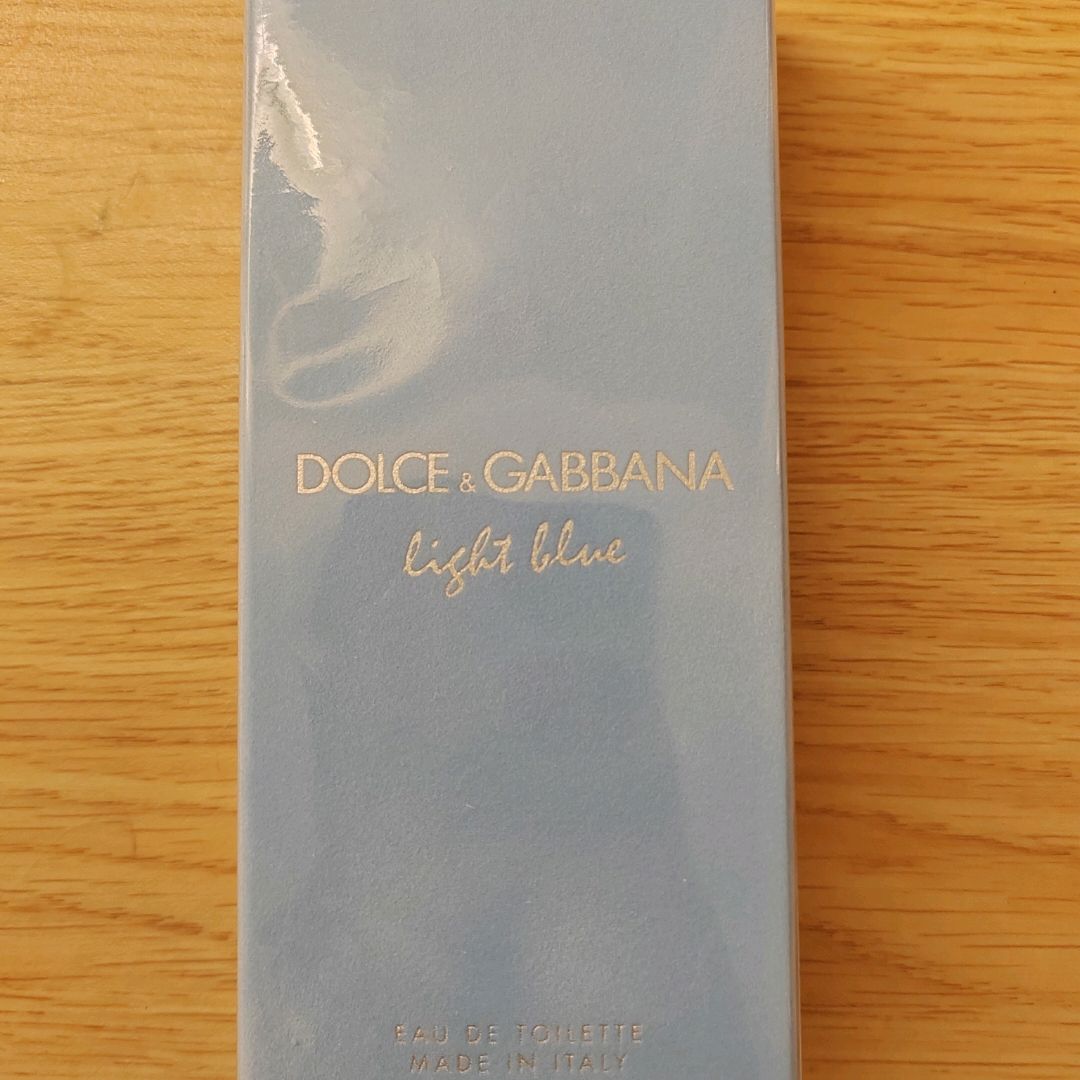 DOLCE & GABBANA
light blue
EAU DE TOILETTE
MADE IN ITALY